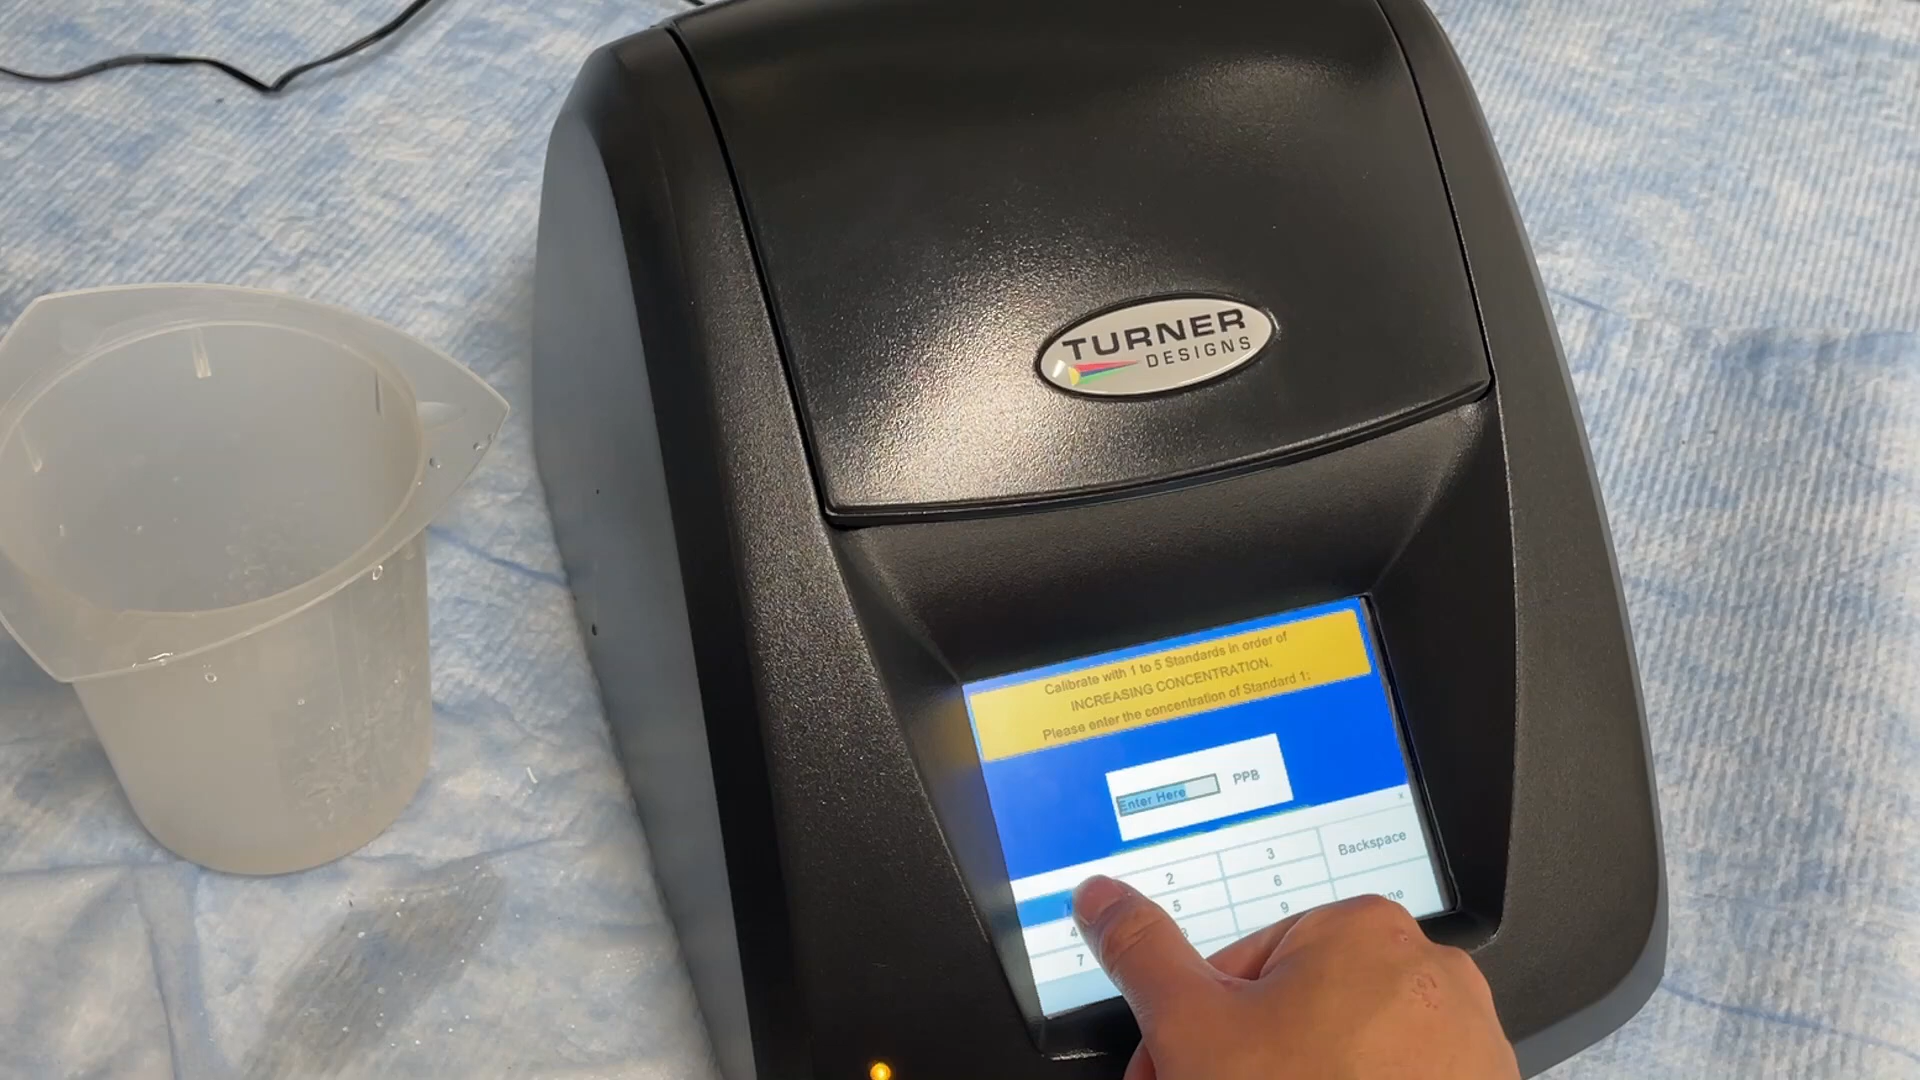 TURNER
DESIGNS
Calibrate with 1 to 5 Standards in order of
INCREASING CONCENTRATION.
Please enter the concentration of Standard 1:
Enter Here PPB
x
2 3 Backspace
4 5 6
7 9